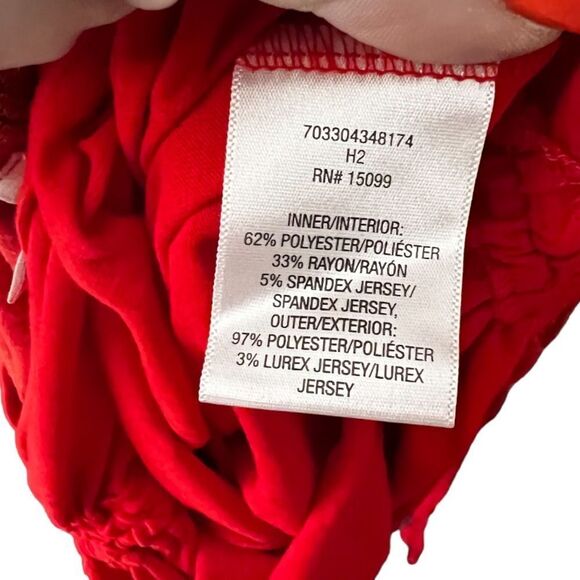 703304348174
H2
RN# 15099
INNER/INTERIOR:
62% POLYESTER/POLIÉSTER
33% RAYON/RAYÓN
5% SPANDEX JERSEY/
SPANDEX JERSEY,
OUTER/EXTERIOR:
97% POLYESTER/POLIÉSTER
3% LUREX JERSEY/LUREX
JERSEY